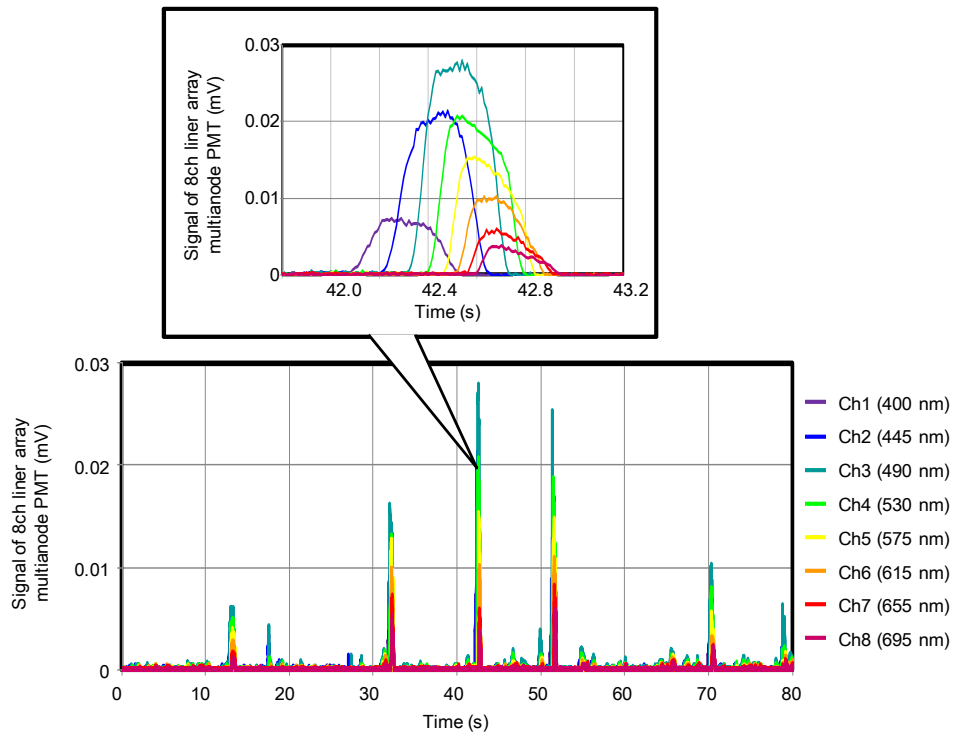 Signal of 8ch liner array
multianode PMT (mV)
0.03
0.02
0.01
0
42.0 42.4 42.8 43.2
Time (s)
Signal of 8ch liner array
multianode PMT (mV)
0.03
0.02
0.01
0
0 10 20 30 40 50 60 70 80
Time (s)
Ch1 (400 nm)
Ch2 (445 nm)
Ch3 (490 nm)
Ch4 (530 nm)
Ch5 (575 nm)
Ch6 (615 nm)
Ch7 (655 nm)
Ch8 (695 nm)